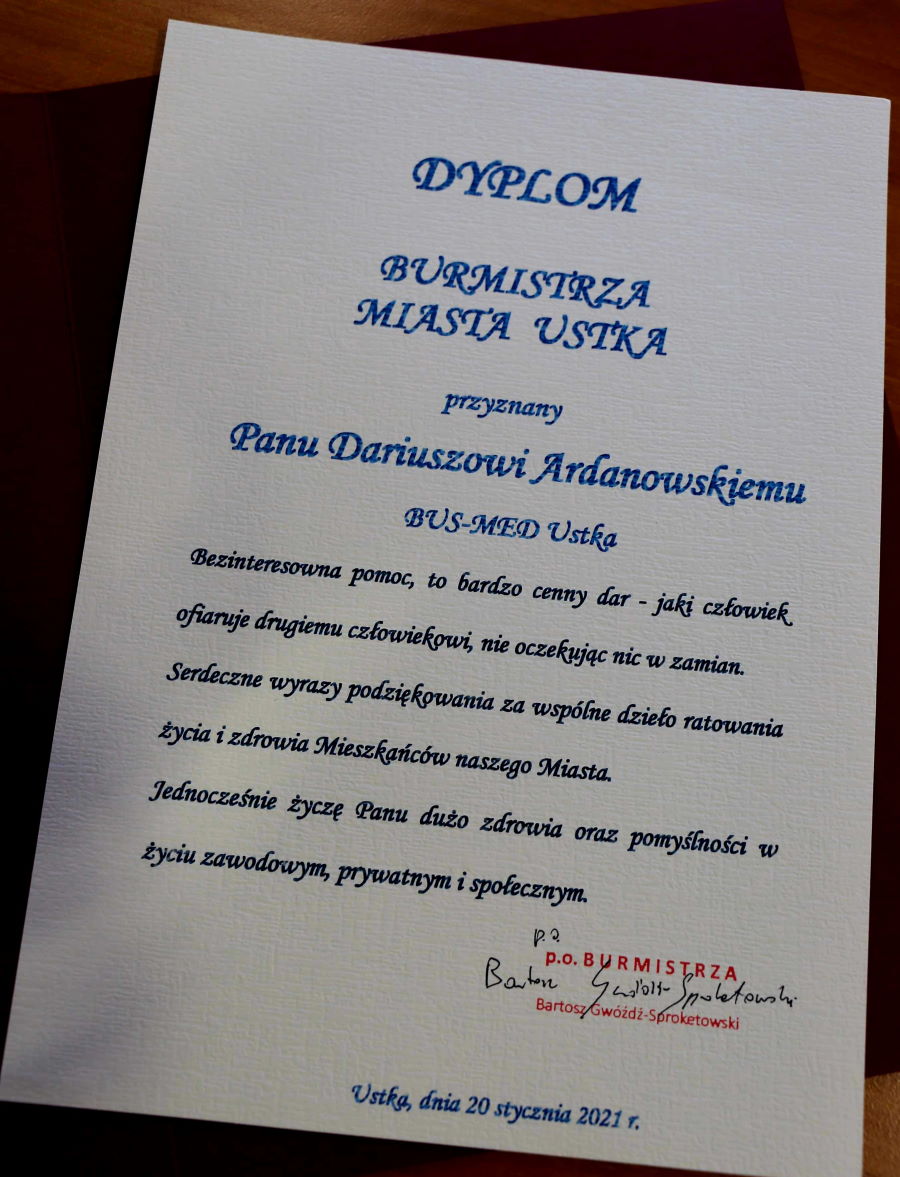 DYPLOM
BURMISTRZA
MIASTA USTKA
przyznany
Panu Dariuszowi Ardanowskiemu
BUS-MED Ustka
Bezinteresowna pomoc, to bardzo cenny dar - jaki człowiek
ofiaruje drugiemu człowiekowi, nie oczekując nic w zamian.
Serdeczne wyrazy podziękowania za wspólne dzieło ratowania
życia i zdrowia Mieszkańców naszego Miasta.
Jednocześnie życzę Panu dużo zdrowia oraz pomyślności w
życiu zawodowym, prywatnym i społecznym.
p.o.
p.o. BURMISTRZA
Bartosz Gwóźdź-Sproketowski
Bartosz Gwóźdź-Sproketowski
Ustka, dnia 20 stycznia 2021 r.